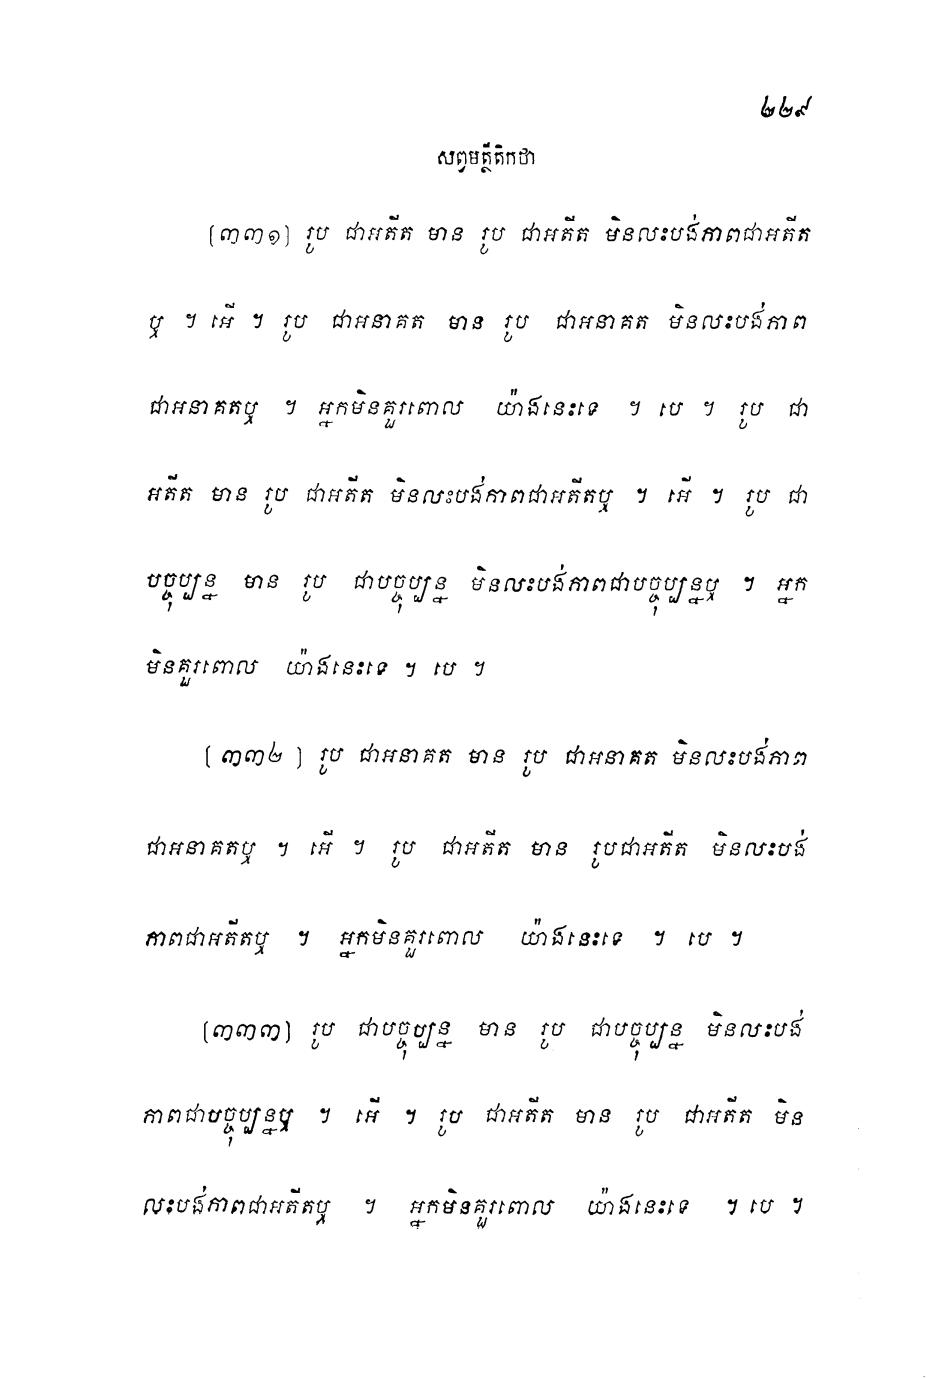 ២២៩
សព្វមត្ថីតិកថា
[៣៣១] រូប ជាអតីត មាន រូប ជាអតីត មិនលះបង់ភាពជាអតីត
ឬ ។ អើ ។ រូប ជាអនាគត មាន រូប ជាអនាគត មិនលះបង់ភាព
ជាអនាគតឬ ។ អ្នកមិនគួរពោល យ៉ាងនេះទេ ។ បេ ។ រូប ជា
អតីត មាន រូប ជាអតីត មិនលះបង់ភាពជាអតីតឬ ។ អើ ។ រូប ជា
បច្ចុប្បន្ន មាន រូប ជាបច្ចុប្បន្ន មិនលះបង់ភាពជាបច្ចុប្បន្នឬ ។ អ្នក
មិនគួរពោល យ៉ាងនេះទេ ។ បេ ។
[ ៣៣២ ] រូប ជាអនាគត មាន រូប ជាអនាគត មិនលះបង់ភាព
ជាអនាគតឬ ។ អើ ។ រូប ជាអតីត មាន រូបជាអតីត មិនលះបង់
ភាពជាអតីតឬ ។ អ្នកមិនគួរពោល យ៉ាងនេះទេ ។ បេ ។
[៣៣៣] រូប ជាបច្ចុប្បន្ន មាន រូប ជាបច្ចុប្បន្ន មិនលះបង់
ភាពជាបច្ចុប្បន្នឬ ។ អើ ។ រូប ជាអតីត មាន រូប ជាអតីត មិន
លះបង់ភាពជាអតីតឬ ។ អ្នកមិនគួរពោល យ៉ាងនេះទេ ។ បេ ។